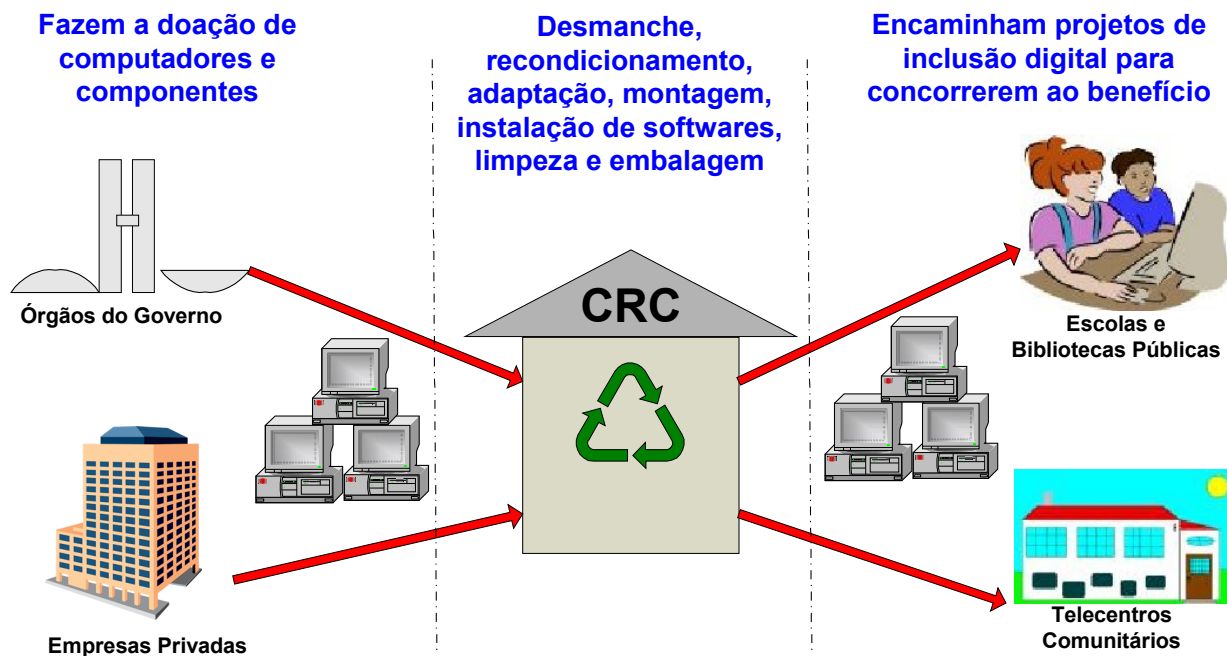 Fazem a doação de
computadores e
componentes
Desmanche,
recondicionamento,
adaptação, montagem,
instalação de softwares,
limpeza e embalagem
Encaminham projetos de
inclusão digital para
concorrerem ao benefício
Órgãos do Governo
CRC
Escolas e
Bibliotecas Públicas
Empresas Privadas
Telecentros
Comunitários